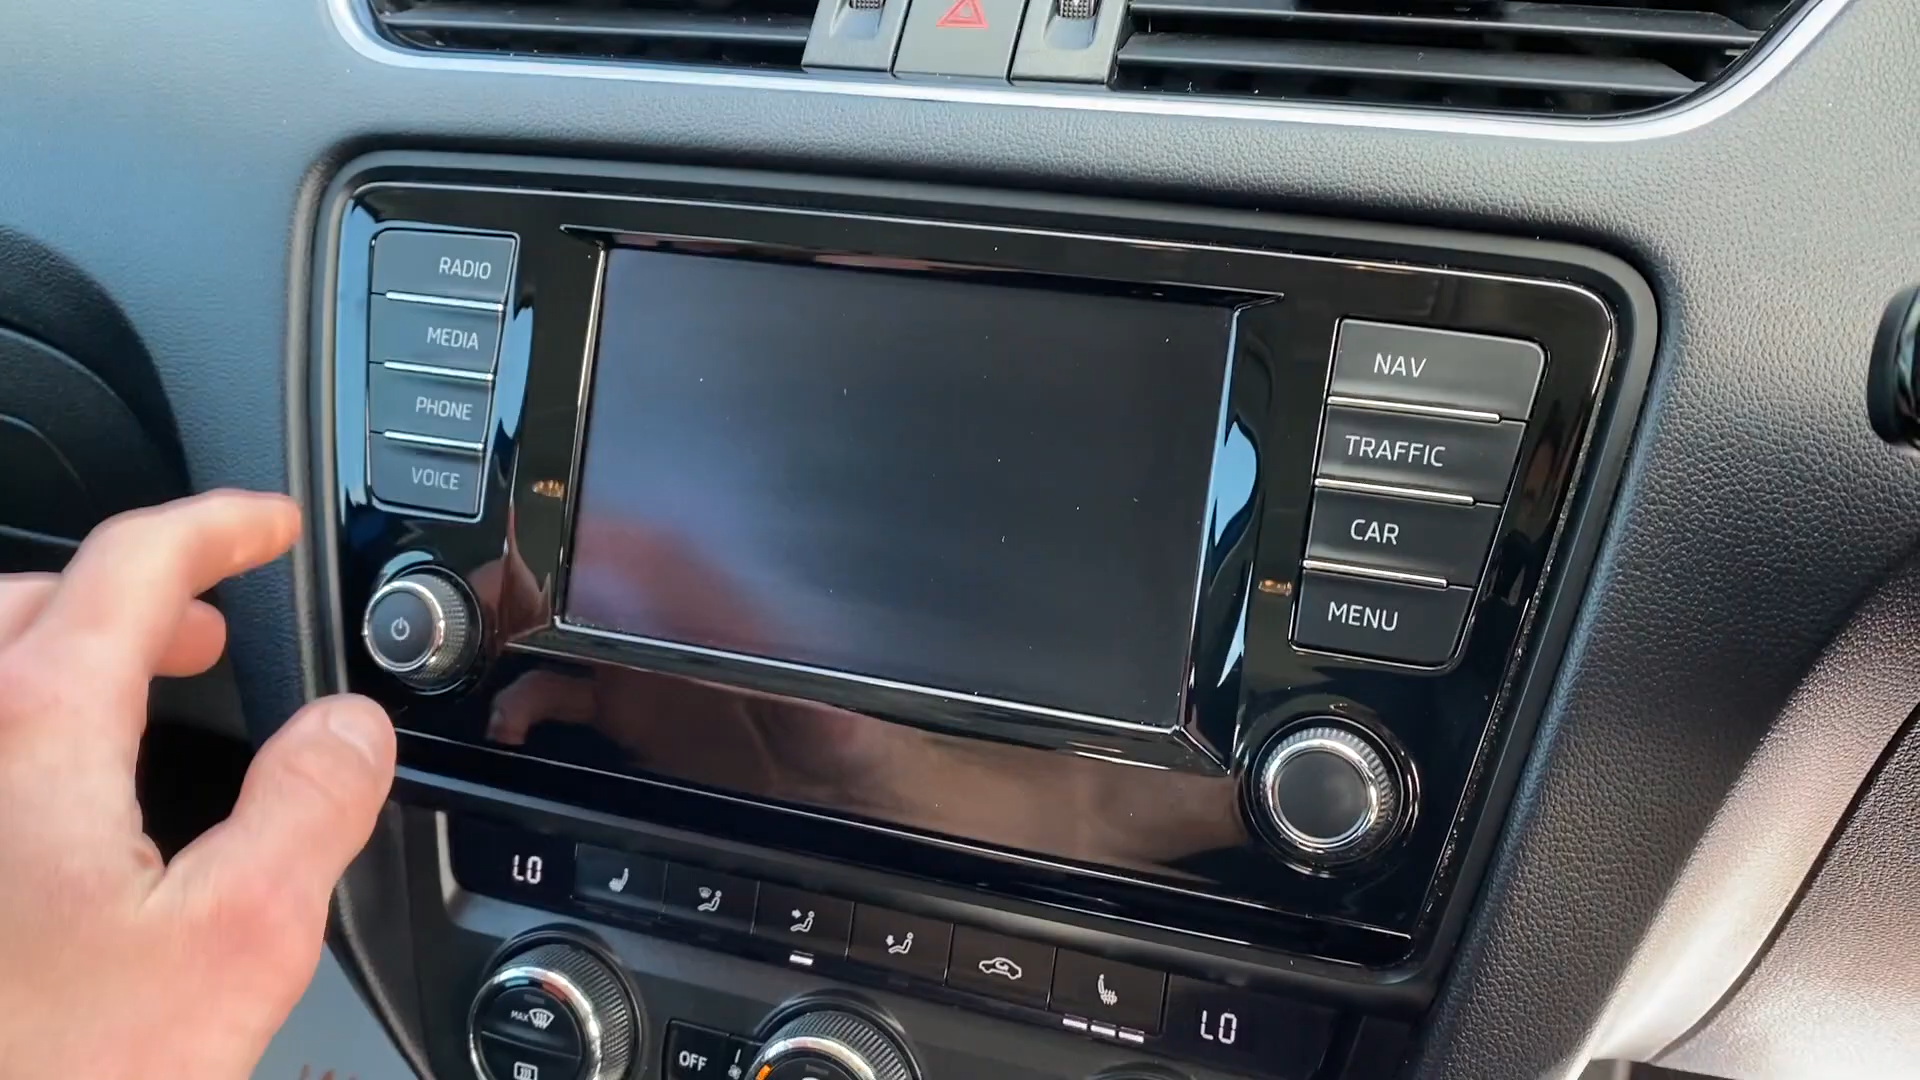 RADIO
MEDIA
PHONE
VOICE
NAV
TRAFFIC
CAR
MENU
LO
LO
MAX
OFF